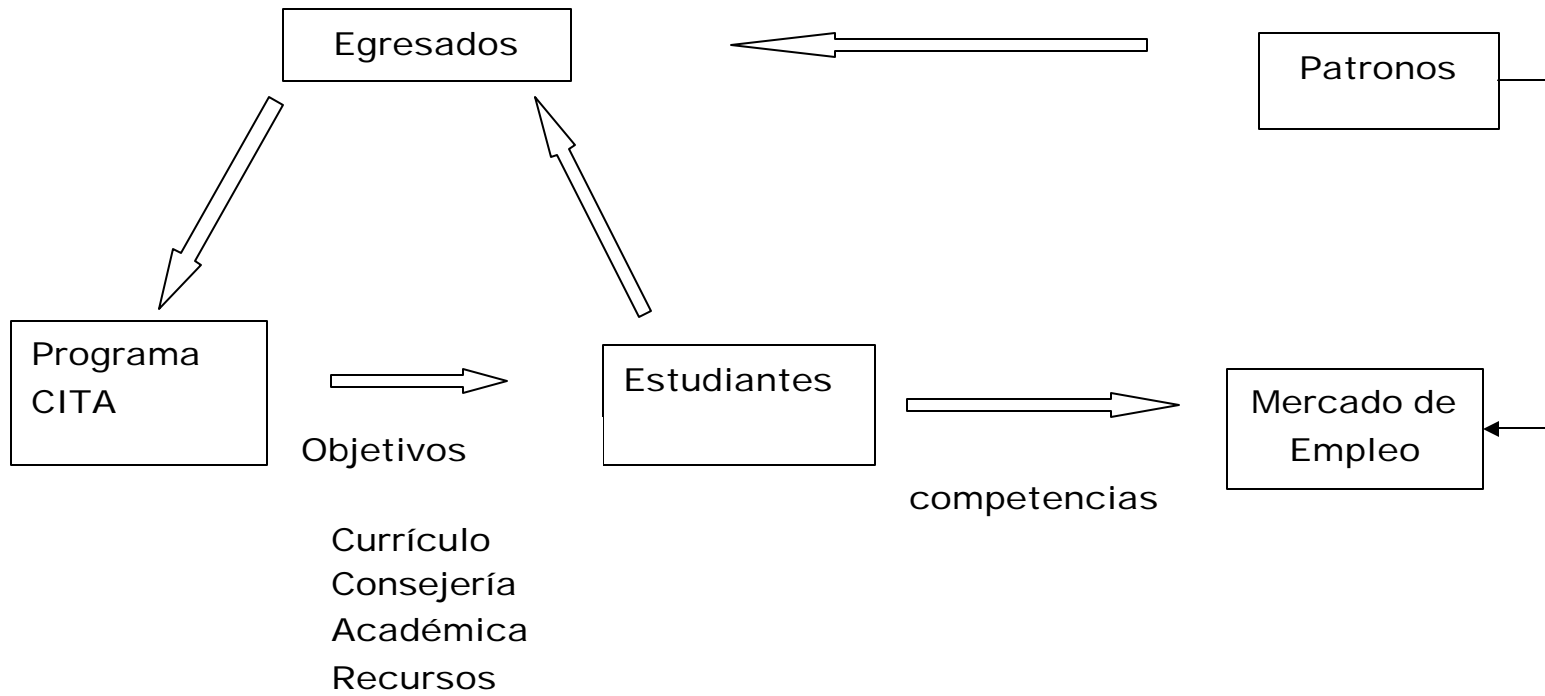 Egresados
Patronos
Programa
CITA
Objetivos
Currículo
Consejería
Académica
Recursos
Estudiantes
competencias
Mercado de
Empleo